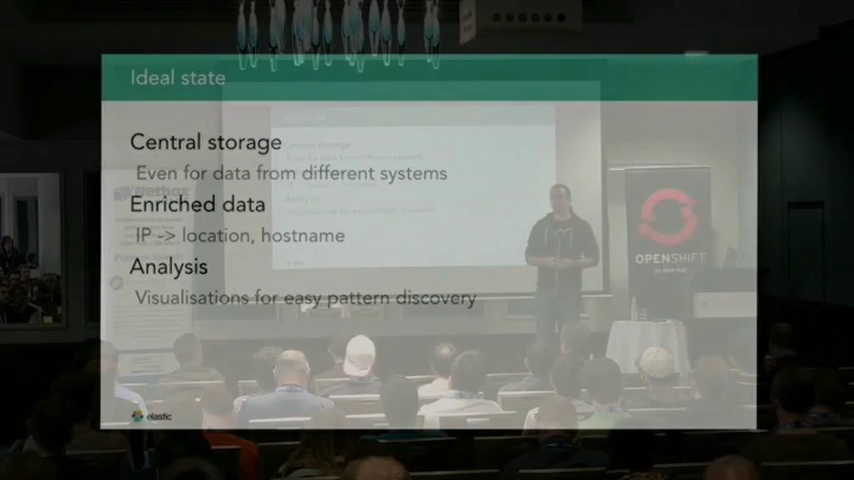 Ideal state
Central storage
Even for data from different systems
Enriched data
IP -> location, hostname
Analysis
Visualisations for easy pattern discovery
elastic
Netbox
OPENSHIFT